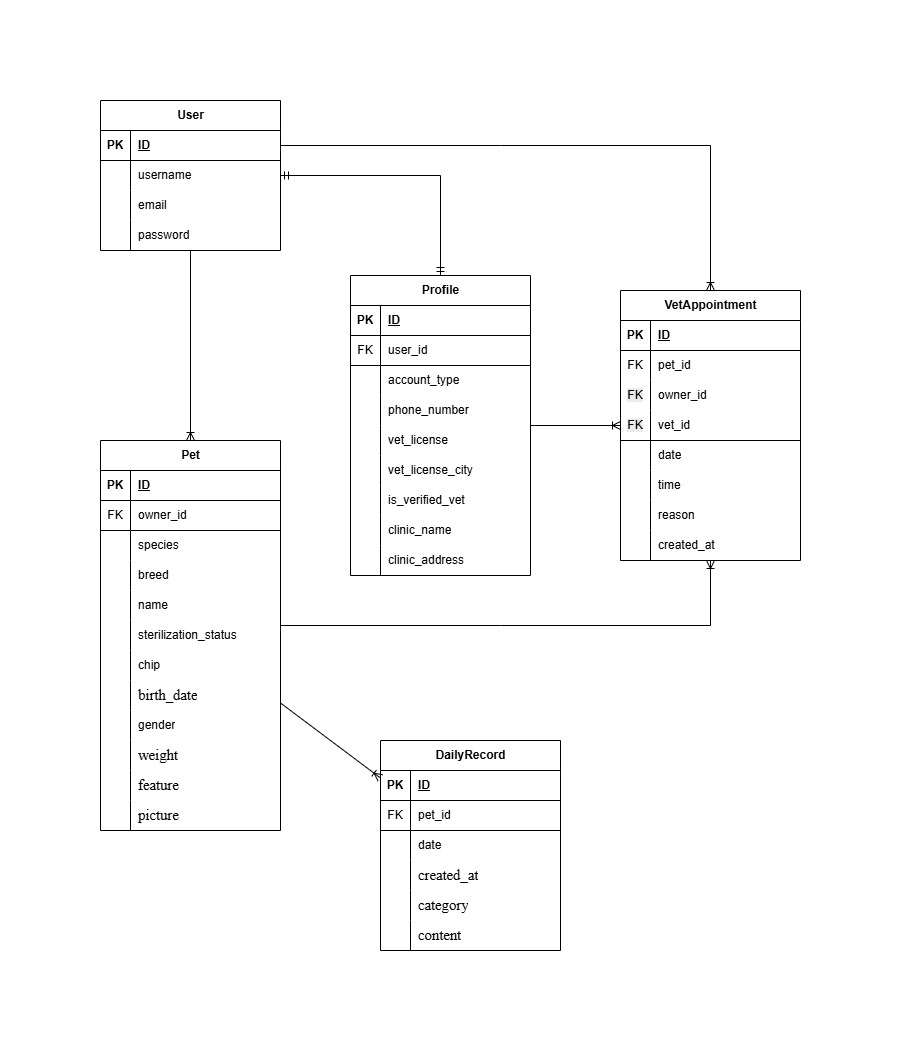 User
PK ID
username
email
password
Profile
PK ID
FK user_id
account_type
phone_number
vet_license
vet_license_city
is_verified_vet
clinic_name
clinic_address
VetAppointment
PK ID
FK pet_id
FK owner_id
FK vet_id
date
time
reason
created_at
Pet
PK ID
FK owner_id
species
breed
name
sterilization_status
chip
birth_date
gender
weight
feature
picture
DailyRecord
PK ID
FK pet_id
date
created_at
category
content